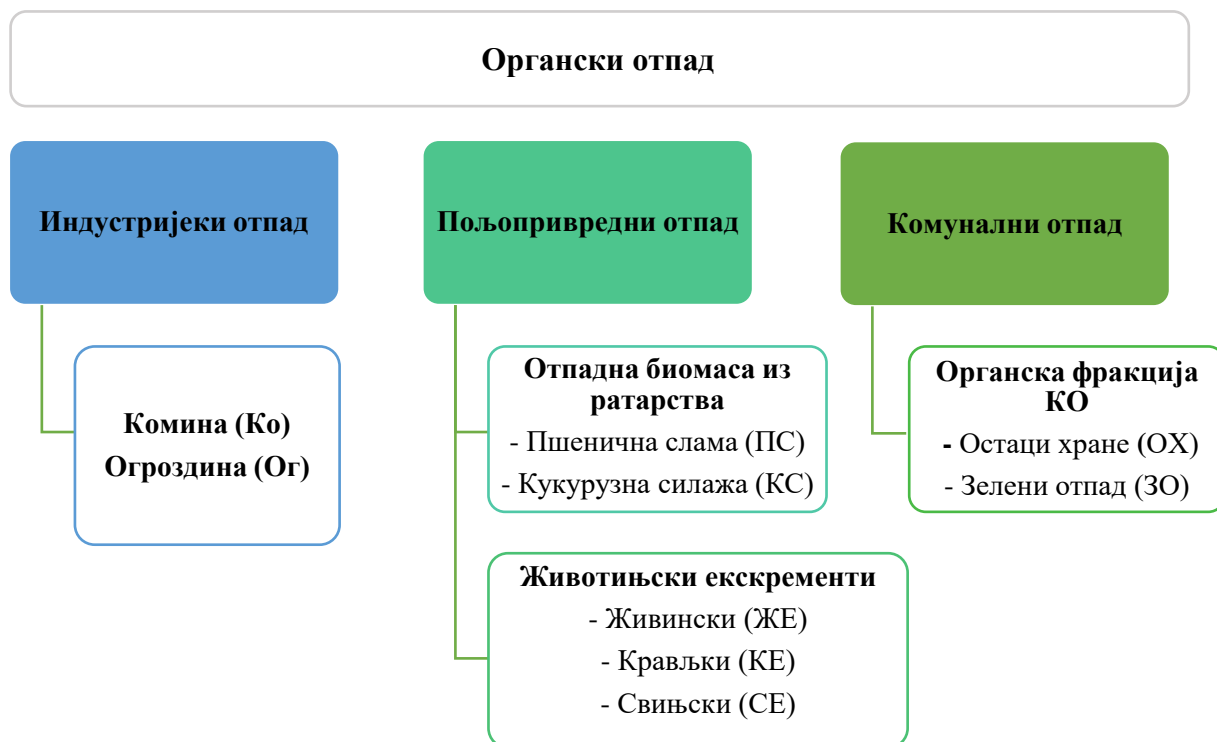 Органски отпад
Индустријеки отпад
Комина (Ко)
Огроздина (Ог)
Пољопривредни отпад
Отпадна биомаса из
ратарства
- Пшенична слама (ПС)
- Кукурузна силажа (КС)
Животињски екскременти
- Живински (ЖЕ)
- Крављки (КЕ)
- Свињски (СЕ)
Комунални отпад
Органска фракција
КО
- Остаци хране (ОХ)
- Зелени отпад (ЗО)